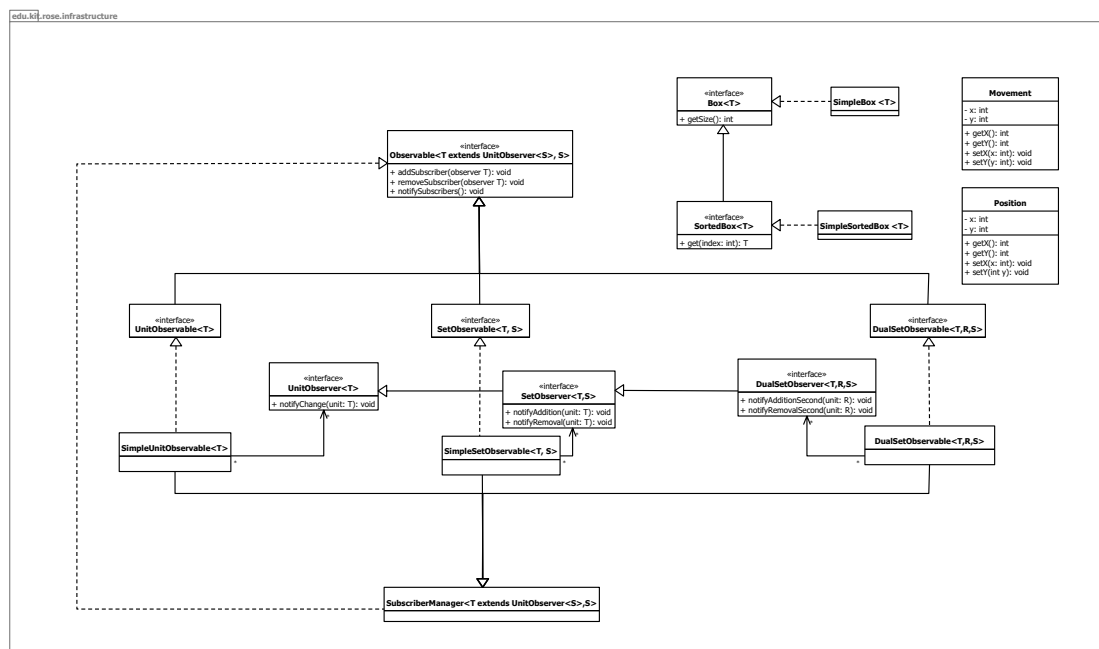 edu.kit.rose.infrastructure
«interface»
Box<T>
+ getSize(): int
SimpleBox <T>
Movement
- x: int
- y: int
+ getX(): int
+ getY(): int
+ setX(x: int): void
+ setY(y: int): void
«interface»
Observable<T extends UnitObserver<S>, S>
+ addSubscriber(observer T): void
+ removeSubscriber(observer T): void
+ notifySubscribers(): void
«interface»
SortedBox<T>
+ get(index: int): T
SimpleSortedBox <T>
Position
- x: int
- y: int
+ getX(): int
+ getY(): int
+ setX(x: int): void
+ setY(int y): void
«interface»
UnitObservable<T>
«interface»
SetObservable<T, S>
«interface»
DualSetObservable<T,R,S>
«interface»
UnitObserver<T>
+ notifyChange(unit: T): void
«interface»
SetObserver<T,S>
+ notifyAddition(unit: T): void
+ notifyRemoval(unit: T): void
«interface»
DualSetObserver<T,R,S>
+ notifyAdditionSecond(unit: R): void
+ notifyRemovalSecond(unit: R): void
SimpleUnitObservable<T>
*
*
SimpleSetObservable<T, S>
*
*
DualSetObservable<T,R,S>
*
*
SubscriberManager<T extends UnitObserver<S>,S>